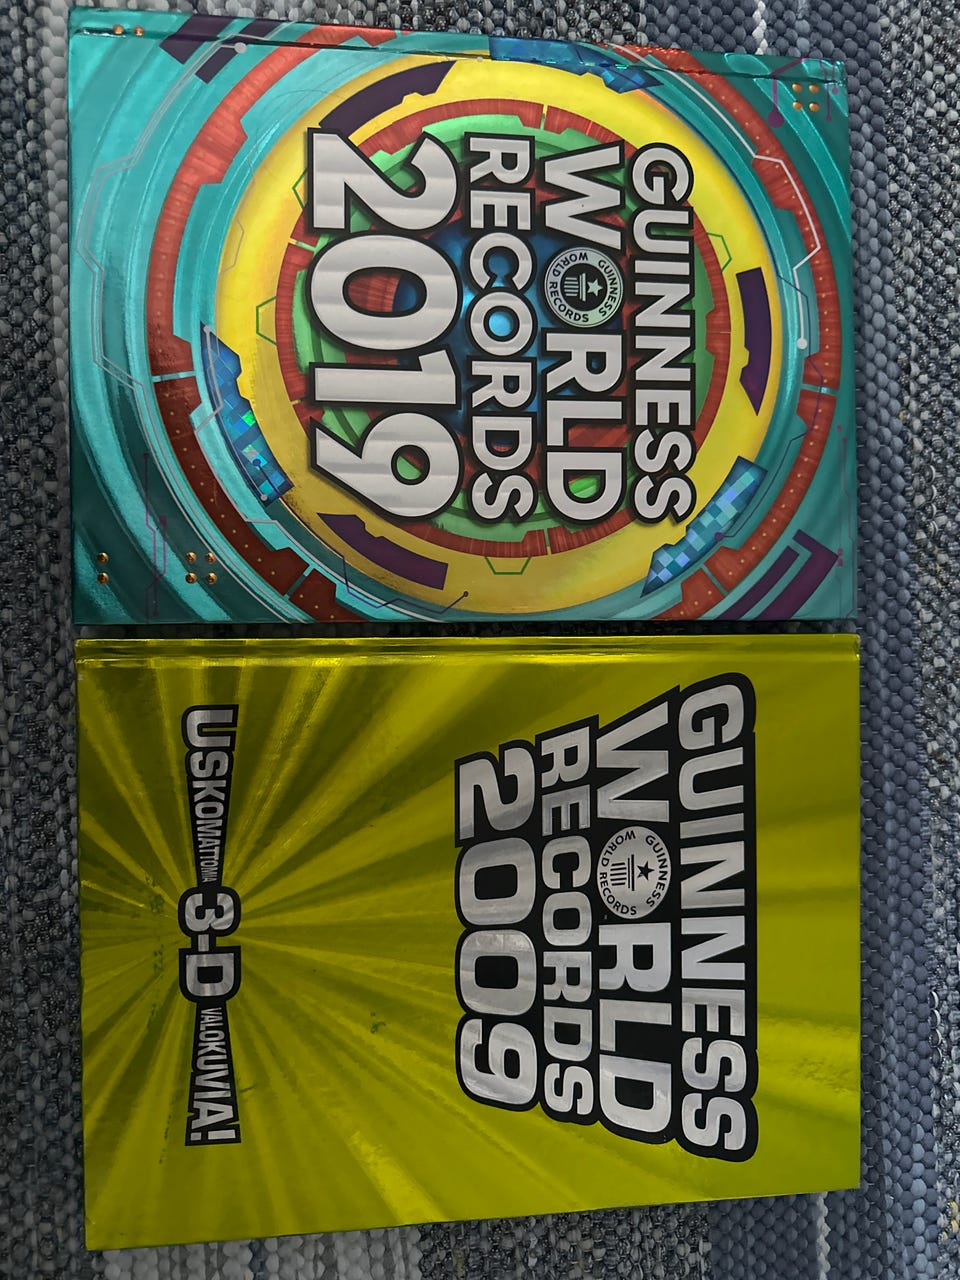 GUINNESS
WORLD
RECORDS
2019
GUINNESS
WORLD RECORDS
GUINNESS
WORLD
RECORDS
2009
GUINNESS
WORLD RECORDS
USKOMATTOMIA 3-D VALOKUVIA!